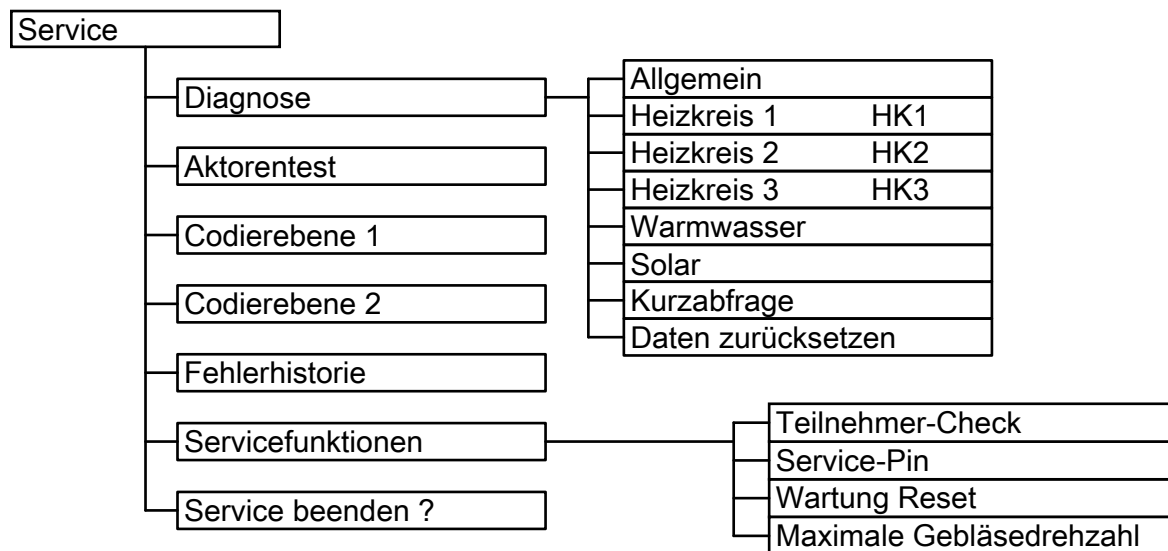 Service
Diagnose
Allgemein
Heizkreis 1 HK1
Heizkreis 2 HK2
Heizkreis 3 HK3
Warmwasser
Solar
Kurzabfrage
Daten zurücksetzen
Aktorentest
Codierebene 1
Codierebene 2
Fehlerhistorie
Servicefunktionen
Teilnehmer-Check
Service-Pin
Wartung Reset
Maximale Gebläsedrehzahl
Service beenden ?